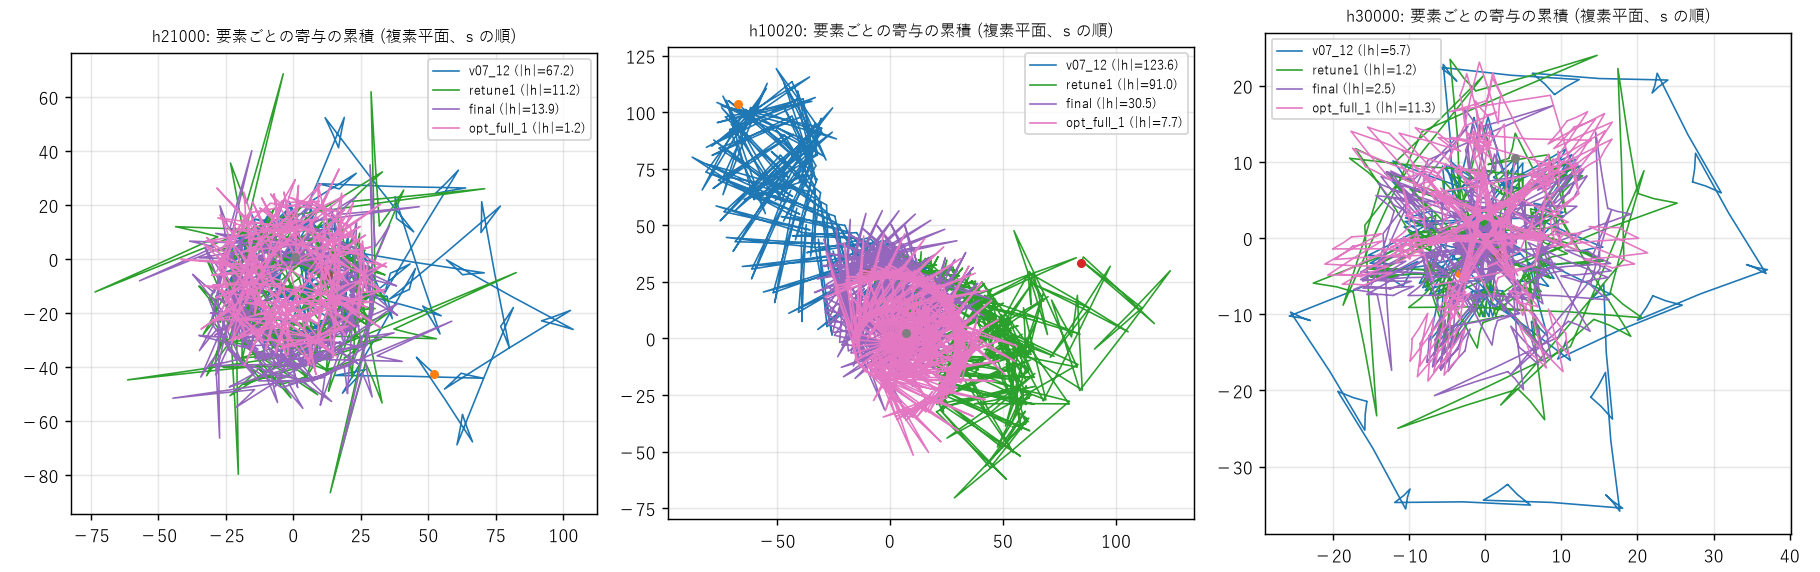 h21000: 要素ごとの寄与の累積 (複素平面、s の順)
v07_12 (|h|=67.2)
retune1 (|h|=11.2)
final (|h|=13.9)
opt_full_1 (|h|=1.2)
60
40
20
0
−20
−40
−60
−80
−75 −50 −25 0 25 50 75 100
h10020: 要素ごとの寄与の累積 (複素平面、s の順)
v07_12 (|h|=123.6)
retune1 (|h|=91.0)
final (|h|=30.5)
opt_full_1 (|h|=7.7)
125
100
75
50
25
0
−25
−50
−75
−50 0 50 100
h30000: 要素ごとの寄与の累積 (複素平面、s の順)
v07_12 (|h|=5.7)
retune1 (|h|=1.2)
final (|h|=2.5)
opt_full_1 (|h|=11.3)
20
10
0
−10
−20
−30
−20 −10 0 10 20 30 40